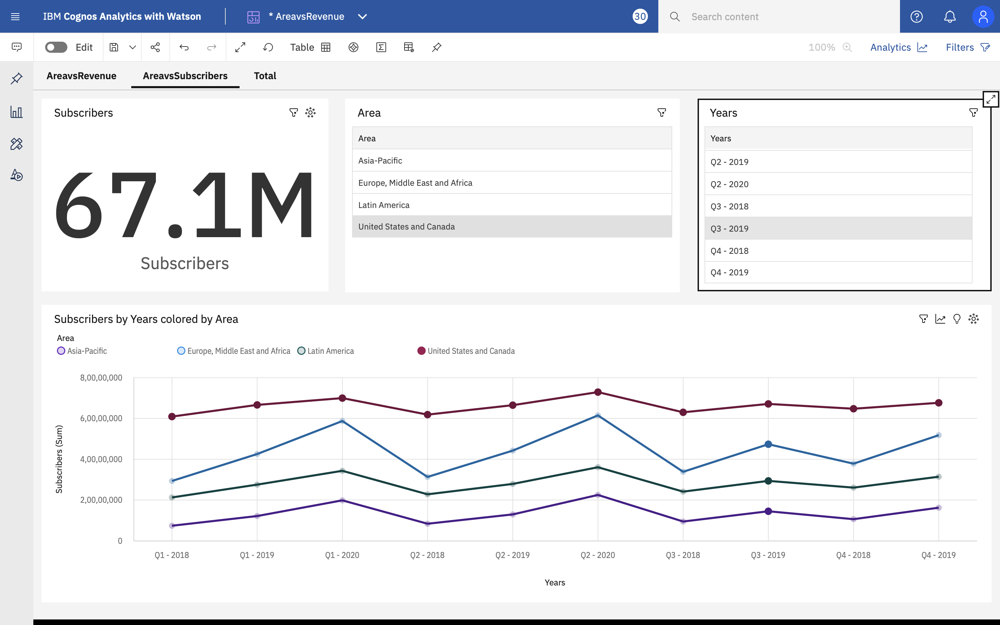 IBM Cognos Analytics with Watson
* AreavsRevenue
30
Search content
Edit
Table
100%
Analytics
Filters
AreavsRevenue
AreavsSubscribers
Total
Subscribers
67.1M
Subscribers
Area
Area
Asia-Pacific
Europe, Middle East and Africa
Latin America
United States and Canada
Years
Years
Q2 - 2019
Q2 - 2020
Q3 - 2018
Q3 - 2019
Q4 - 2018
Q4 - 2019
Subscribers by Years colored by Area
Area
Asia-Pacific
Europe, Middle East and Africa
Latin America
United States and Canada
Subscribers (Sum)
8,00,00,000
6,00,00,000
4,00,00,000
2,00,00,000
0
Q1 - 2018
Q1 - 2019
Q1 - 2020
Q2 - 2018
Q2 - 2019
Q2 - 2020
Q3 - 2018
Q3 - 2019
Q4 - 2018
Q4 - 2019
Years